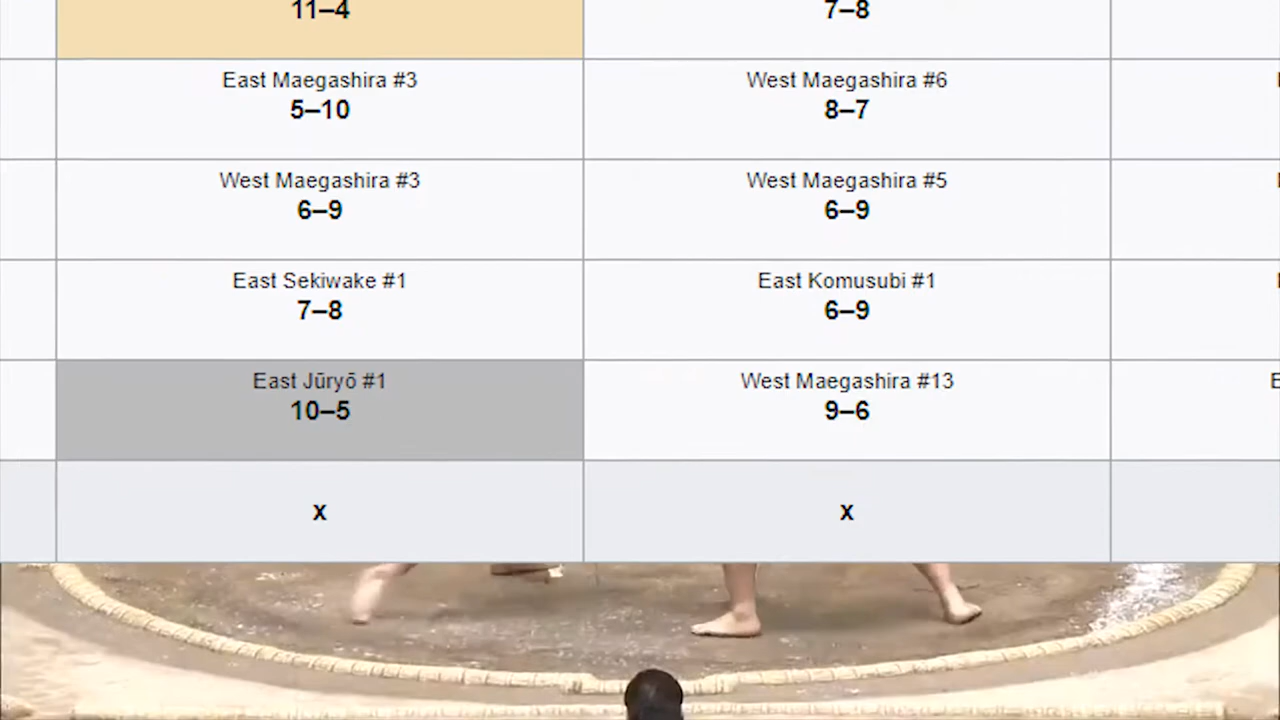 11–4 7–8
East Maegashira #3 West Maegashira #6
5–10 8–7
West Maegashira #3 West Maegashira #5
6–9 6–9
East Sekiwake #1 East Komusubi #1
7–8 6–9
East Jūryō #1 West Maegashira #13
10–5 9–6
x x